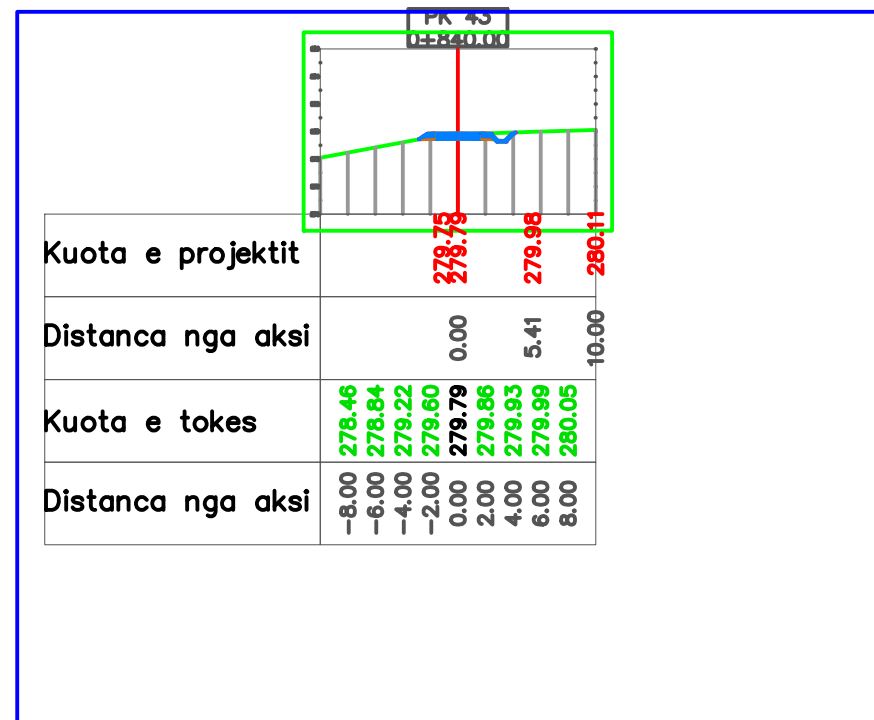 PK 43
0+840.00
Kuota e projektit 279.75 279.79 279.98 280.11
Distanca nga aksi 0.00 5.41 10.00
Kuota e tokes 278.46 278.84 279.22 279.60 279.79 279.86 279.93 279.99 280.05
Distanca nga aksi -8.00 -6.00 -4.00 -2.00 0.00 2.00 4.00 6.00 8.00